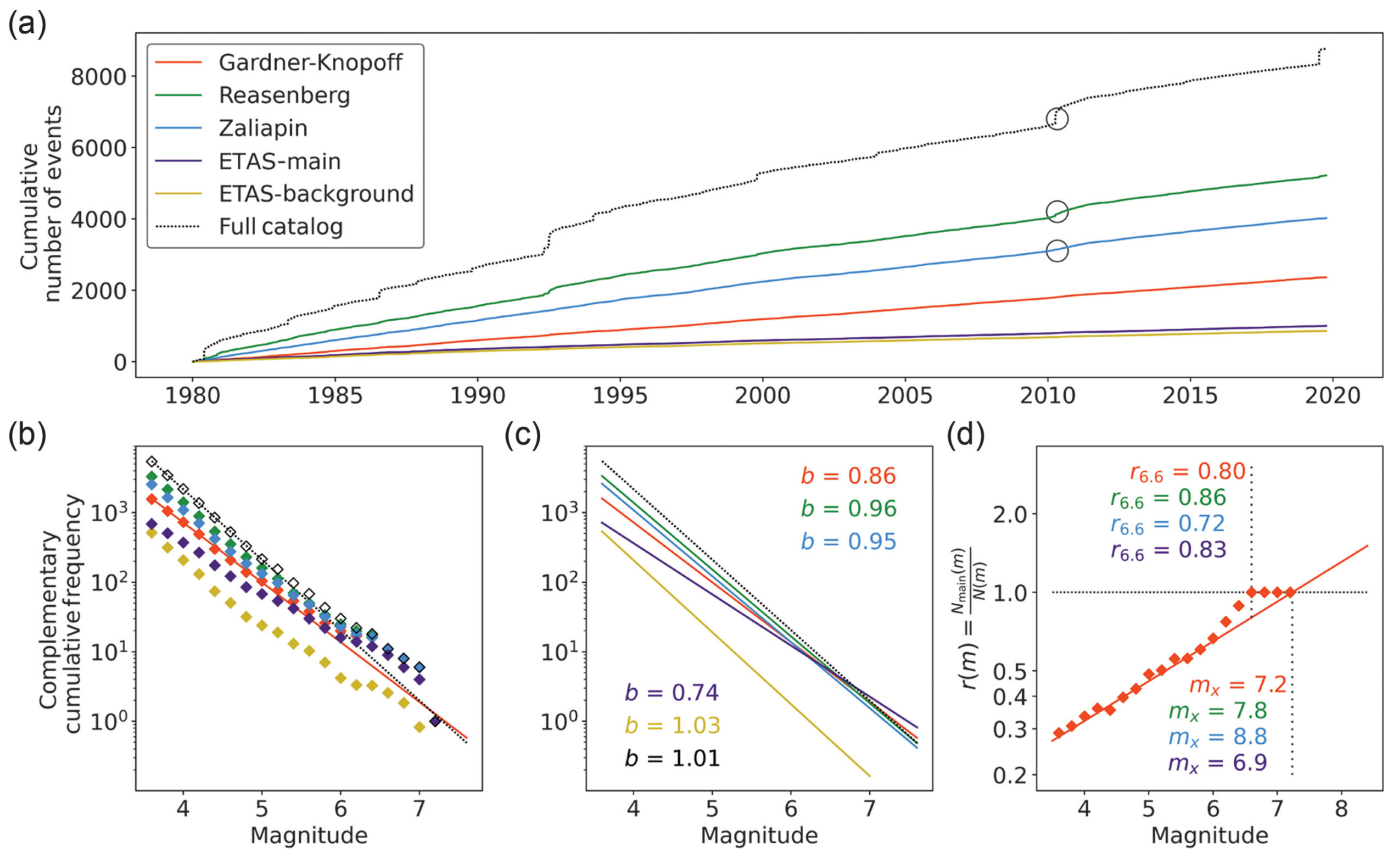 (a)
Cumulative
number of events
8000
6000
4000
2000
0
Gardner-Knopoff
Reasenberg
Zaliapin
ETAS-main
ETAS-background
Full catalog
1980 1985 1990 1995 2000 2005 2010 2015 2020
(b)
Complementary
cumulative frequency
10³
10²
10¹
10⁰
4 5 6 7
Magnitude
(c)
10³
10²
10¹
10⁰
b = 0.86
b = 0.96
b = 0.95
b = 0.74
b = 1.03
b = 1.01
4 5 6 7
Magnitude
(d)
r(m) = N_main(m)/N(m)
2.0
1.0
0.5
0.4
0.3
0.2
r₆.₆ = 0.80
r₆.₆ = 0.86
r₆.₆ = 0.72
r₆.₆ = 0.83
mₓ = 7.2
mₓ = 7.8
mₓ = 8.8
mₓ = 6.9
4 5 6 7 8
Magnitude